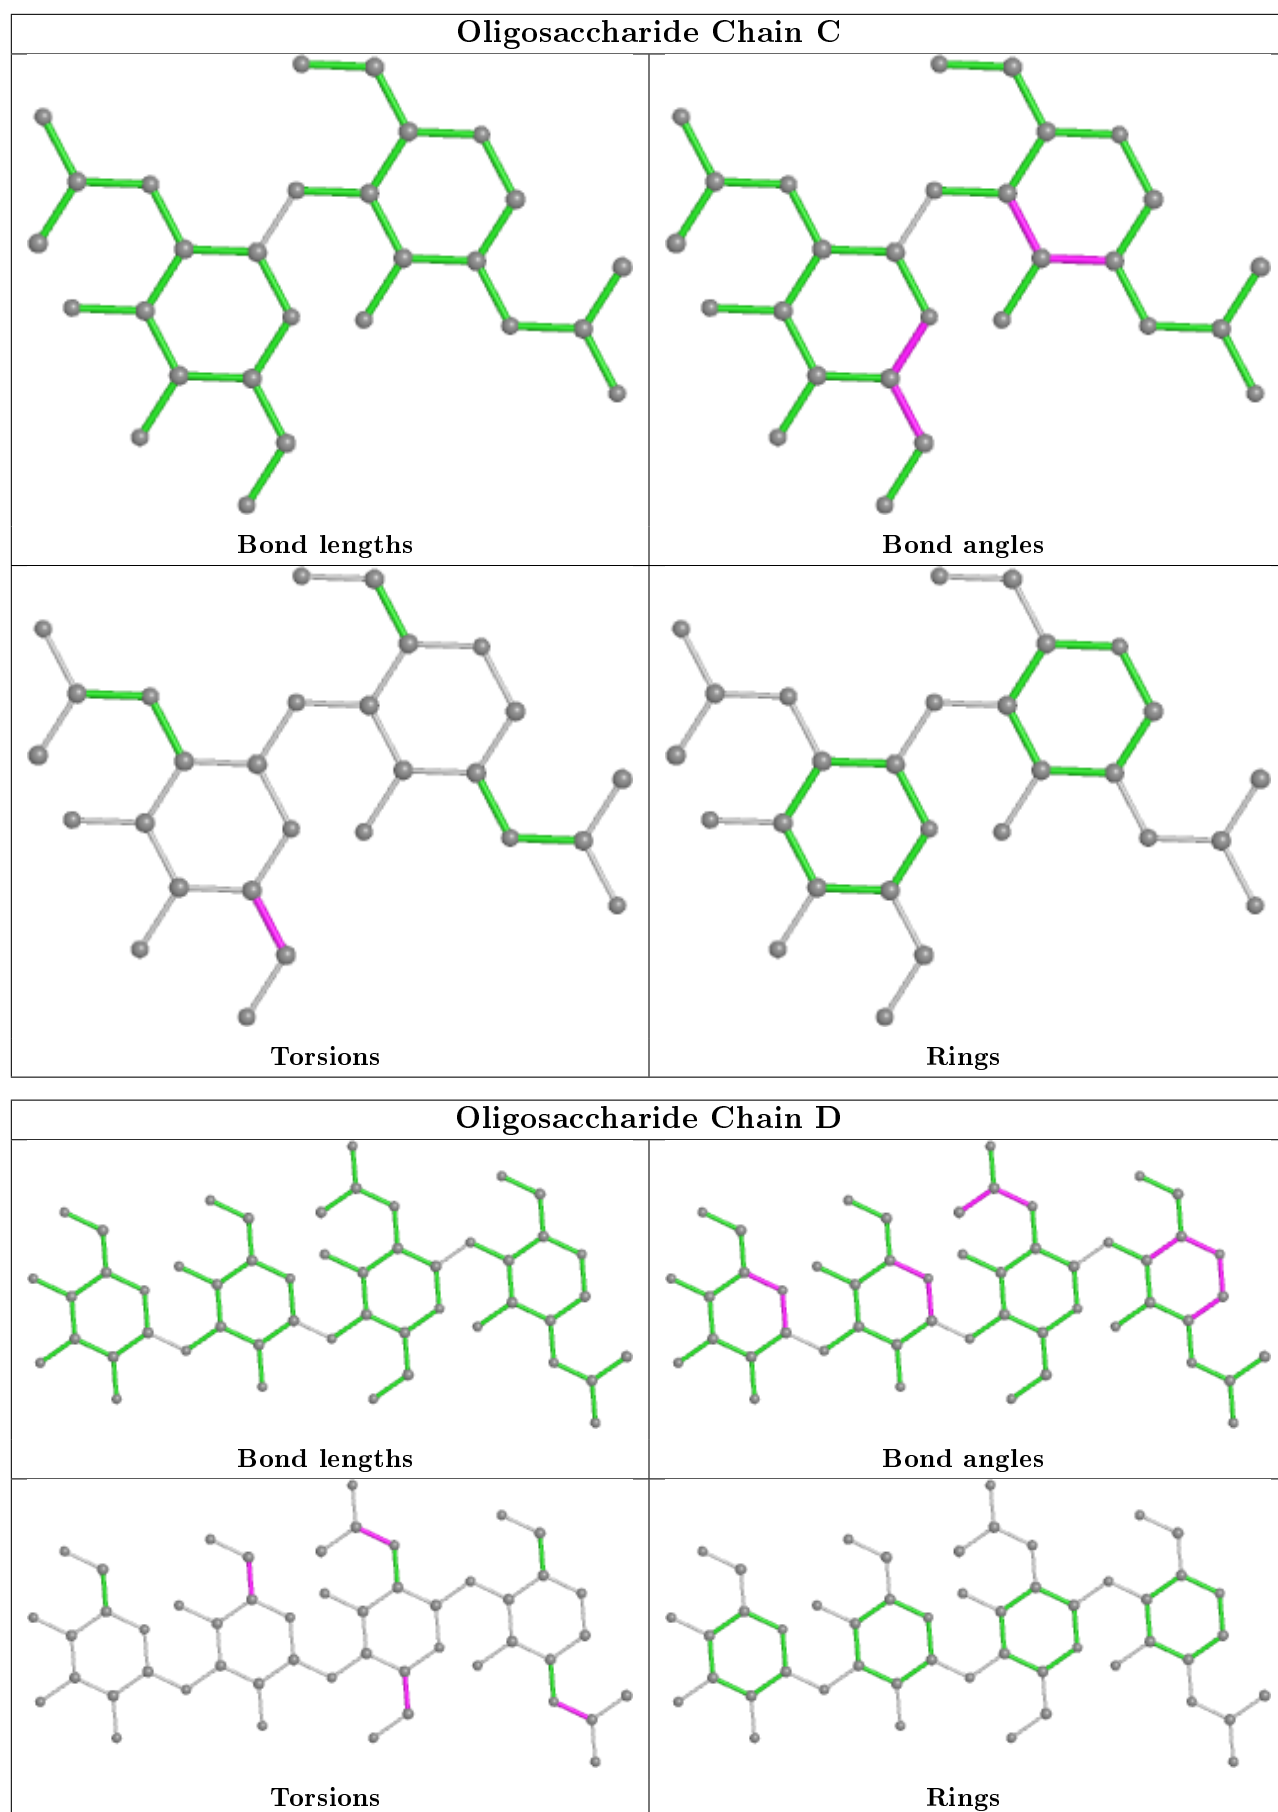 Oligosaccharide Chain C
Bond lengths
Bond angles
Torsions
Rings
Oligosaccharide Chain D
Bond lengths
Bond angles
Torsions
Rings